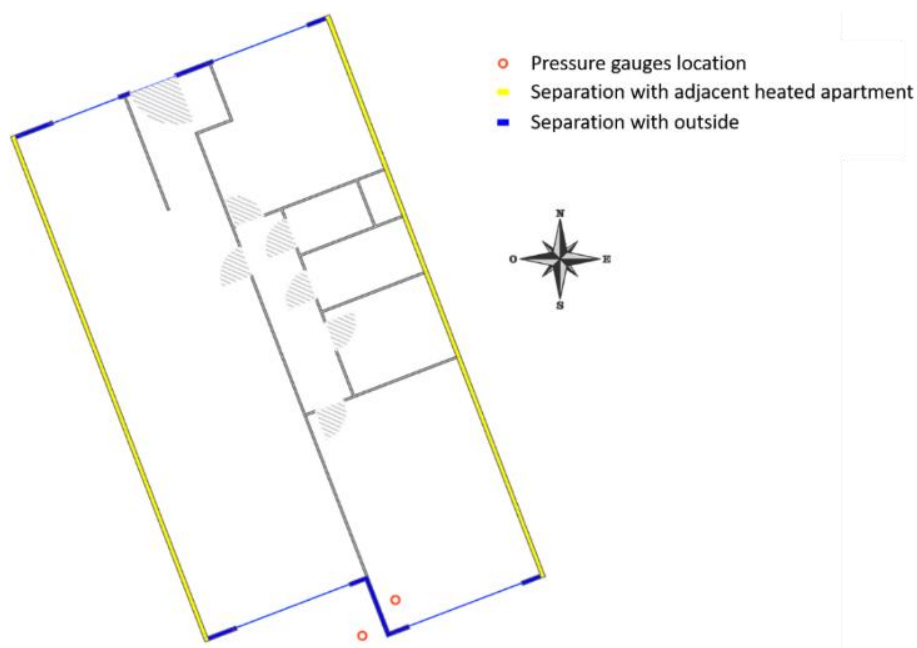 Pressure gauges location
Separation with adjacent heated apartment
Separation with outside
N
O
E
S